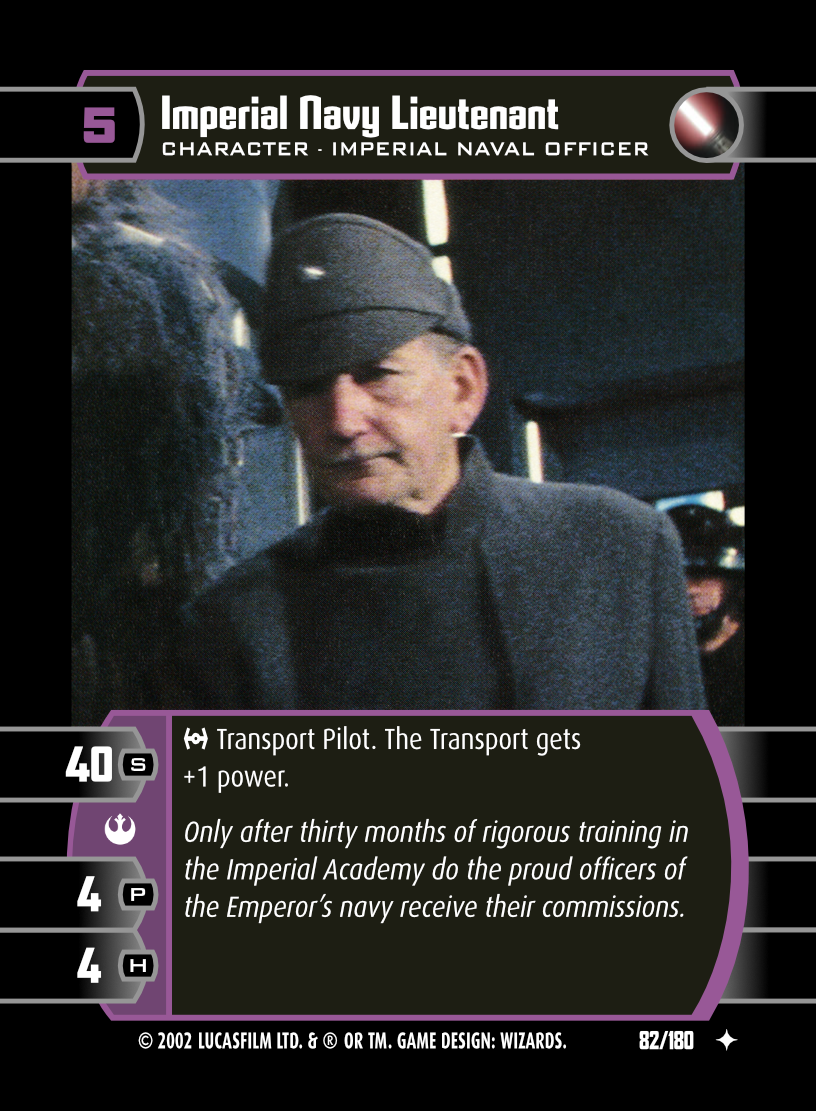 5
Imperial Navy Lieutenant
CHARACTER · IMPERIAL NAVAL OFFICER
Transport Pilot. The Transport gets
+1 power.
Only after thirty months of rigorous training in
the Imperial Academy do the proud officers of
the Emperor's navy receive their commissions.
40 S
4 P
4 H
© 2002 LUCASFILM LTD. & ® OR TM. GAME DESIGN: WIZARDS.
82/180